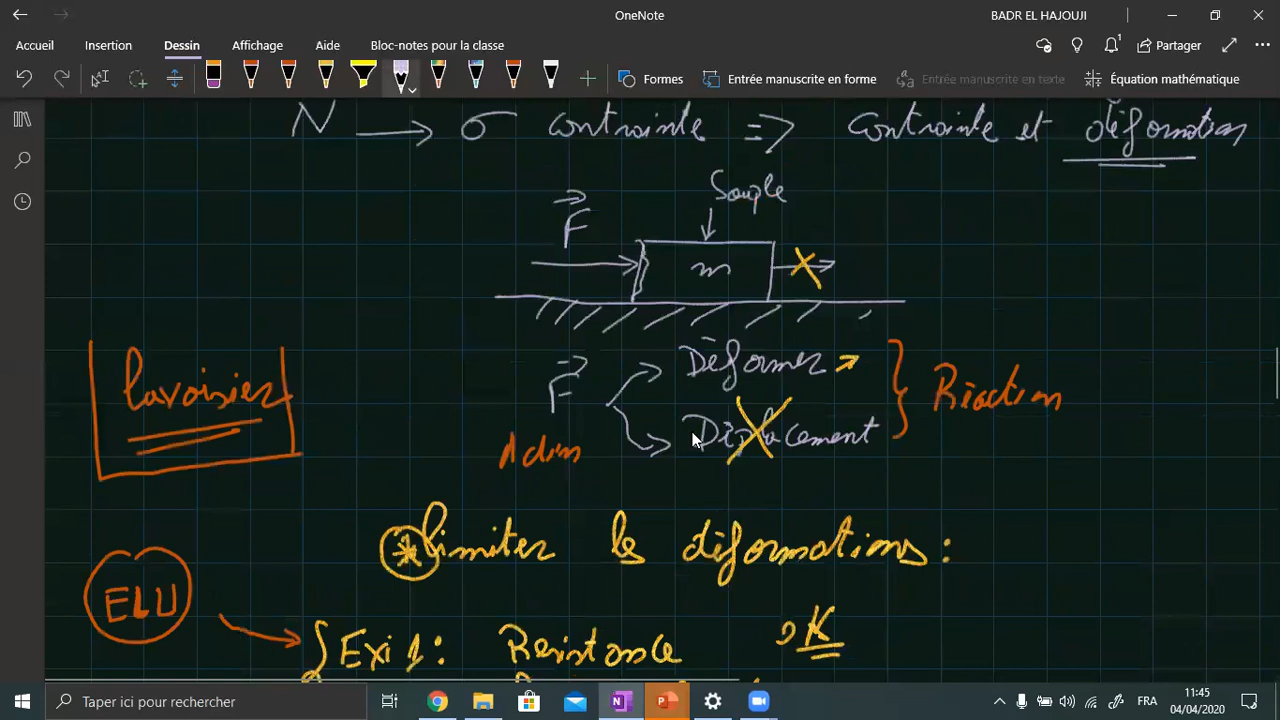 OneNote
BADR EL HAJOUJI
Accueil Insertion Dessin Affichage Aide Bloc-notes pour la classe
Partager
Formes Entrée manuscrite en forme Entrée manuscrite en texte Équation mathématique
N → σ contrainte => Contrainte et déformation
Souple
F
m
F
Déformer
Déplacement
Réaction
lavoisier
Action
* limiter les déformations :
ELU
Exi 1 : Resistance OK
Taper ici pour rechercher
FRA
11:45
04/04/2020